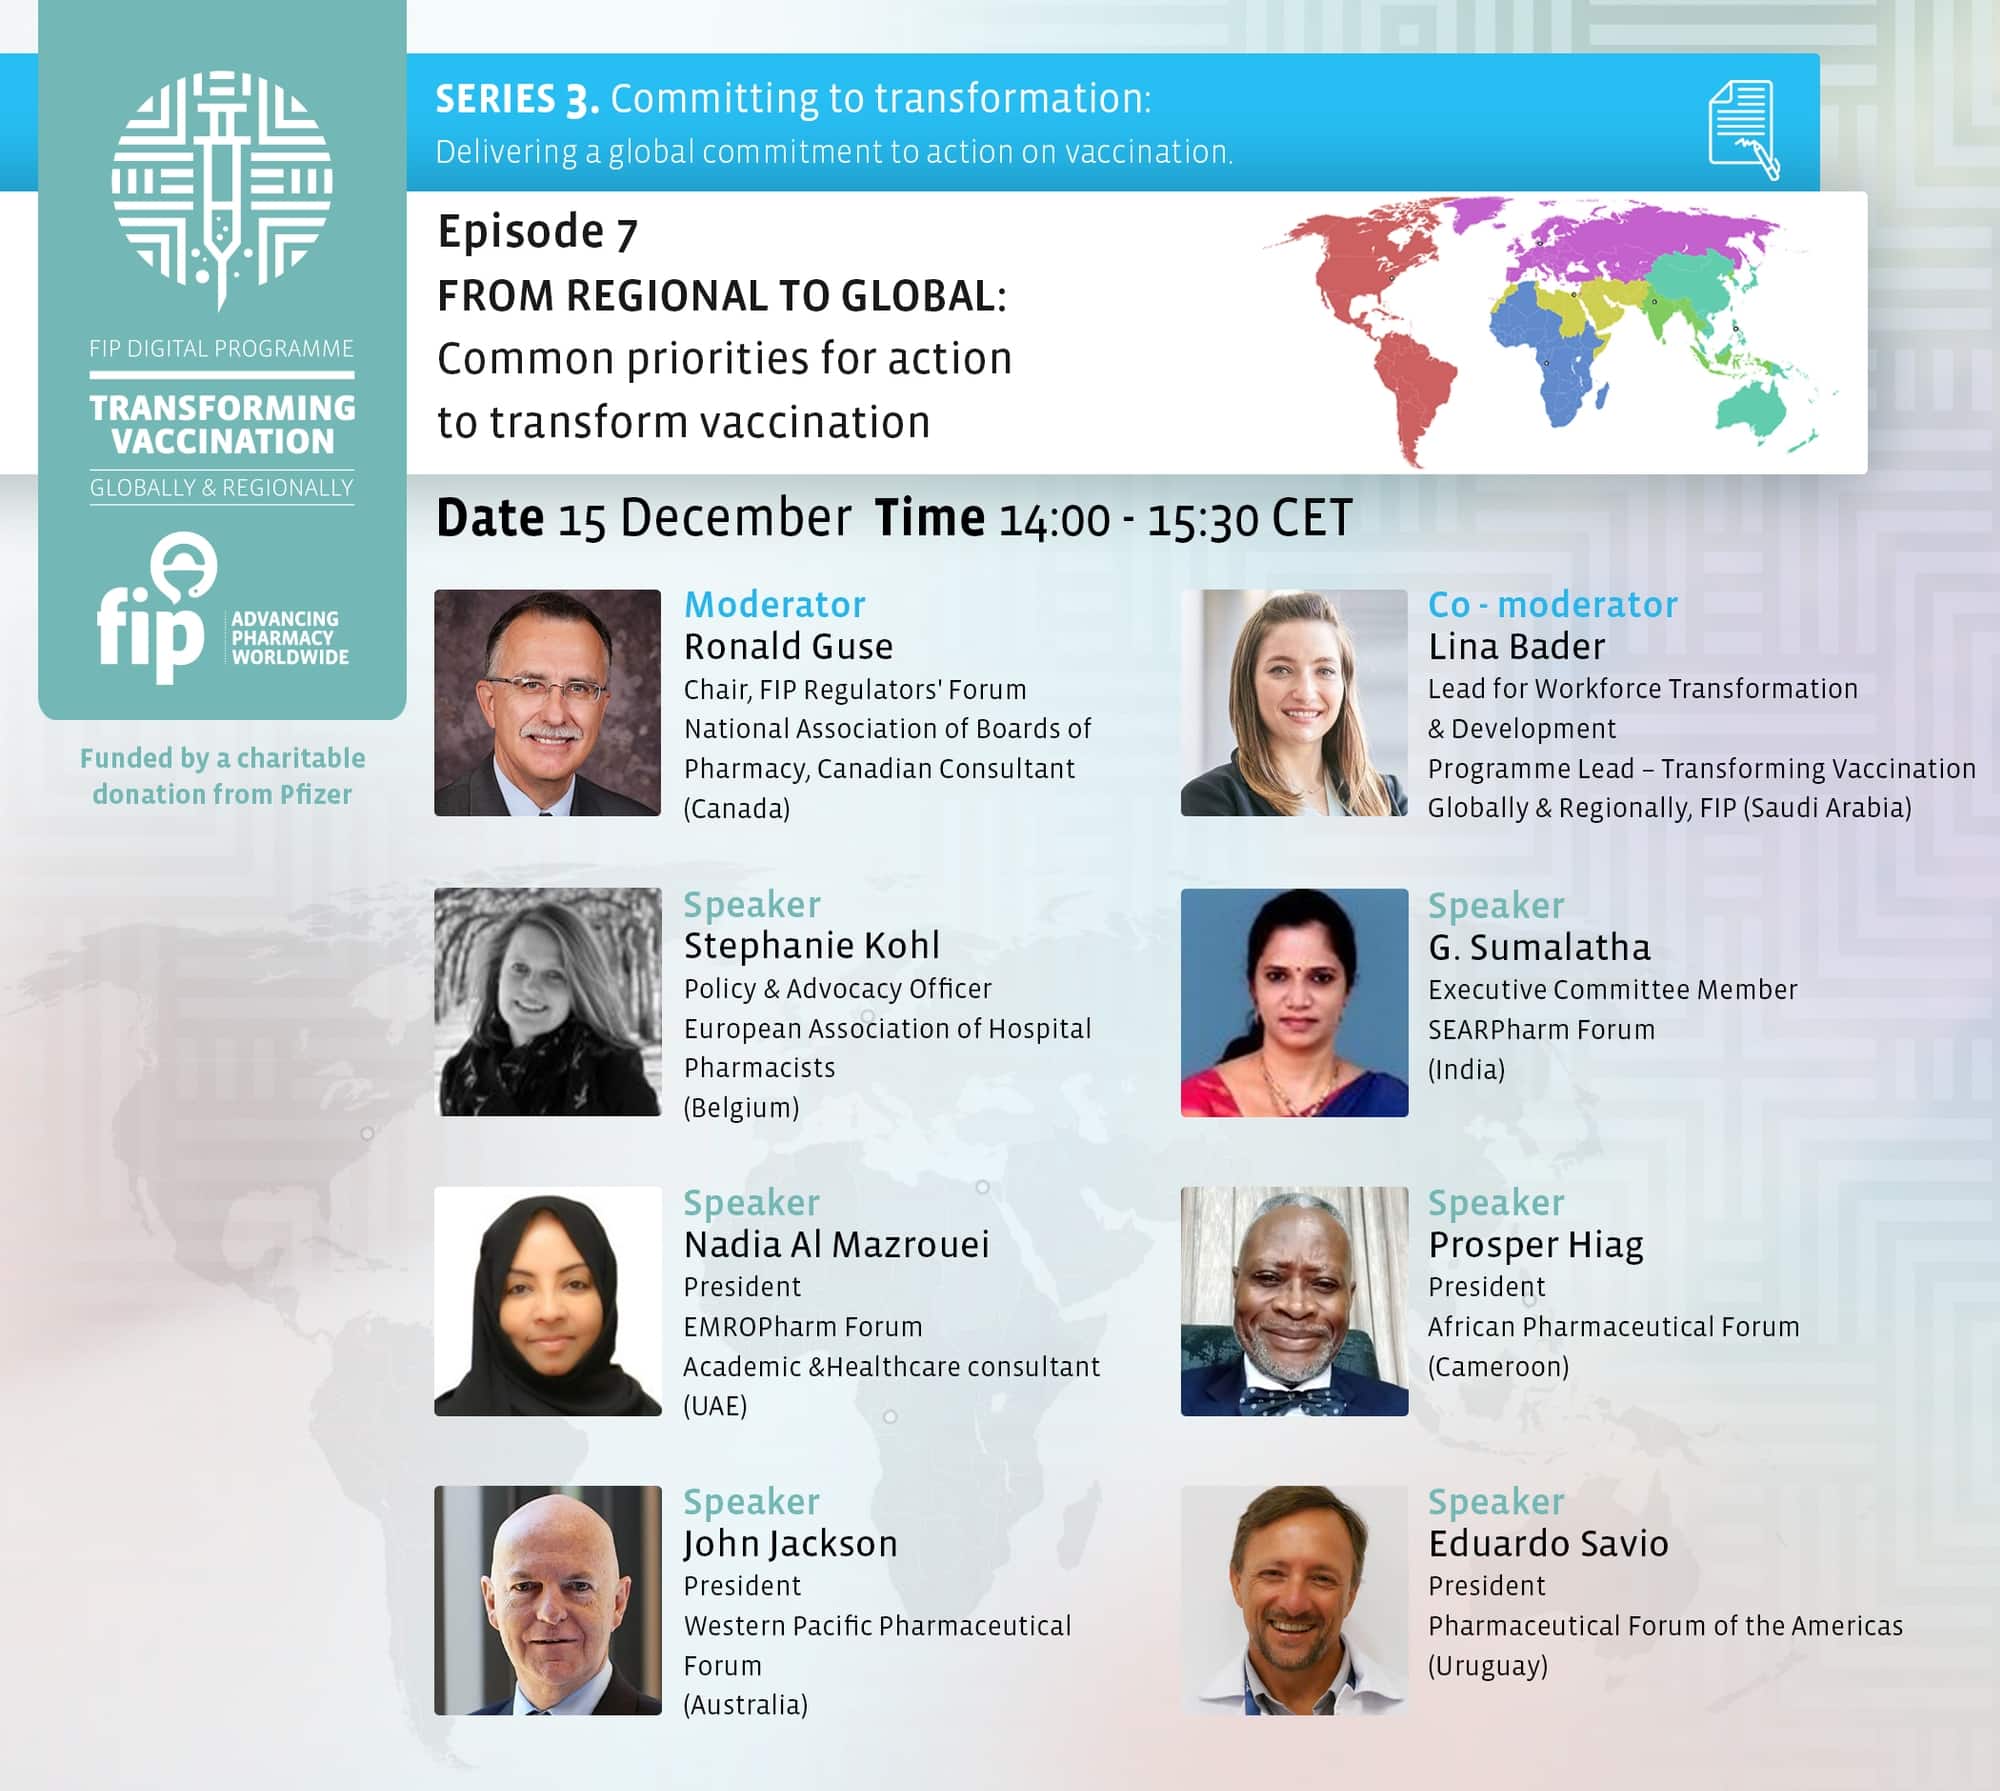 SERIES 3. Committing to transformation:
Delivering a global commitment to action on vaccination.
FIP DIGITAL PROGRAMME
TRANSFORMING
VACCINATION
GLOBALLY & REGIONALLY
fip
ADVANCING
PHARMACY
WORLDWIDE
Funded by a charitable
donation from Pfizer
Episode 7
FROM REGIONAL TO GLOBAL:
Common priorities for action
to transform vaccination
Date 15 December Time 14:00 - 15:30 CET
Moderator
Ronald Guse
Chair, FIP Regulators' Forum
National Association of Boards of
Pharmacy, Canadian Consultant
(Canada)
Co - moderator
Lina Bader
Lead for Workforce Transformation
& Development
Programme Lead – Transforming Vaccination
Globally & Regionally, FIP (Saudi Arabia)
Speaker
Stephanie Kohl
Policy & Advocacy Officer
European Association of Hospital
Pharmacists
(Belgium)
Speaker
G. Sumalatha
Executive Committee Member
SEARPharm Forum
(India)
Speaker
Nadia Al Mazrouei
President
EMROPharm Forum
Academic &Healthcare consultant
(UAE)
Speaker
Prosper Hiag
President
African Pharmaceutical Forum
(Cameroon)
Speaker
John Jackson
President
Western Pacific Pharmaceutical
Forum
(Australia)
Speaker
Eduardo Savio
President
Pharmaceutical Forum of the Americas
(Uruguay)